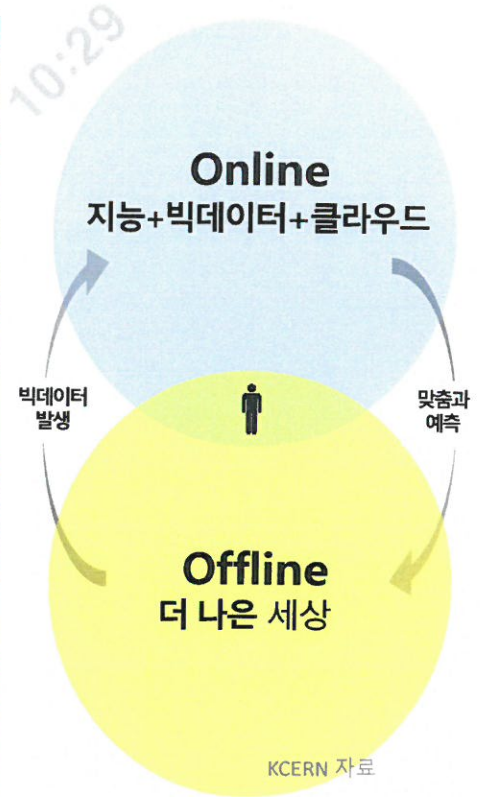 10:29
Online
지능+빅데이터+클라우드
빅데이터
발생
맞춤과
예측
Offline
더 나은 세상
KCERN 자료